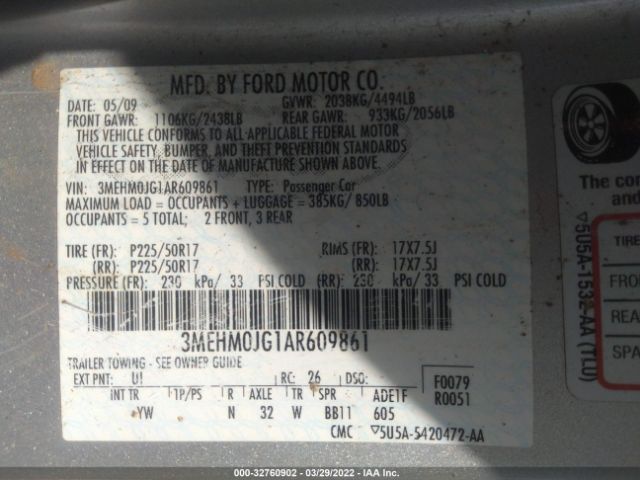 MFD. BY FORD MOTOR CO.
DATE: 05/09 GVWR: 2038KG/4494LB
FRONT GAWR: 1106KG/2438LB REAR GAWR: 933KG/2056LB
THIS VEHICLE CONFORMS TO ALL APPLICABLE FEDERAL MOTOR
VEHICLE SAFETY, BUMPER, AND THEFT PREVENTION STANDARDS
IN EFFECT ON THE DATE OF MANUFACTURE SHOWN ABOVE.
VIN: 3MEHM0JG1AR609861 TYPE: Passenger Car
MAXIMUM LOAD = OCCUPANTS + LUGGAGE = 385KG/ 850LB
OCCUPANTS = 5 TOTAL; 2 FRONT, 3 REAR
TIRE (FR): P225/50R17 RIMS (FR): 17X7.5J
(RR): P225/50R17 (RR): 17X7.5J
PRESSURE (FR): 230 kPa/ 33 PSI COLD (RR): 230 kPa/ 33 PSI COLD
3MEHM0JG1AR609861
TRAILER TOWING - SEE OWNER GUIDE
EXT PNT: UI RC: 26 DSO: F0079
R0051
INT TR 1P/PS R AXLE TR SPR ADE1F
YW N 32 W BB11 605
CMC ▽5U5A-5420472-AA
The con
▽5U5A-1532-AA (TLU)
TIRE
FRO
REA
SPA
000-32760902 - 03/29/2022 - IAA Inc.